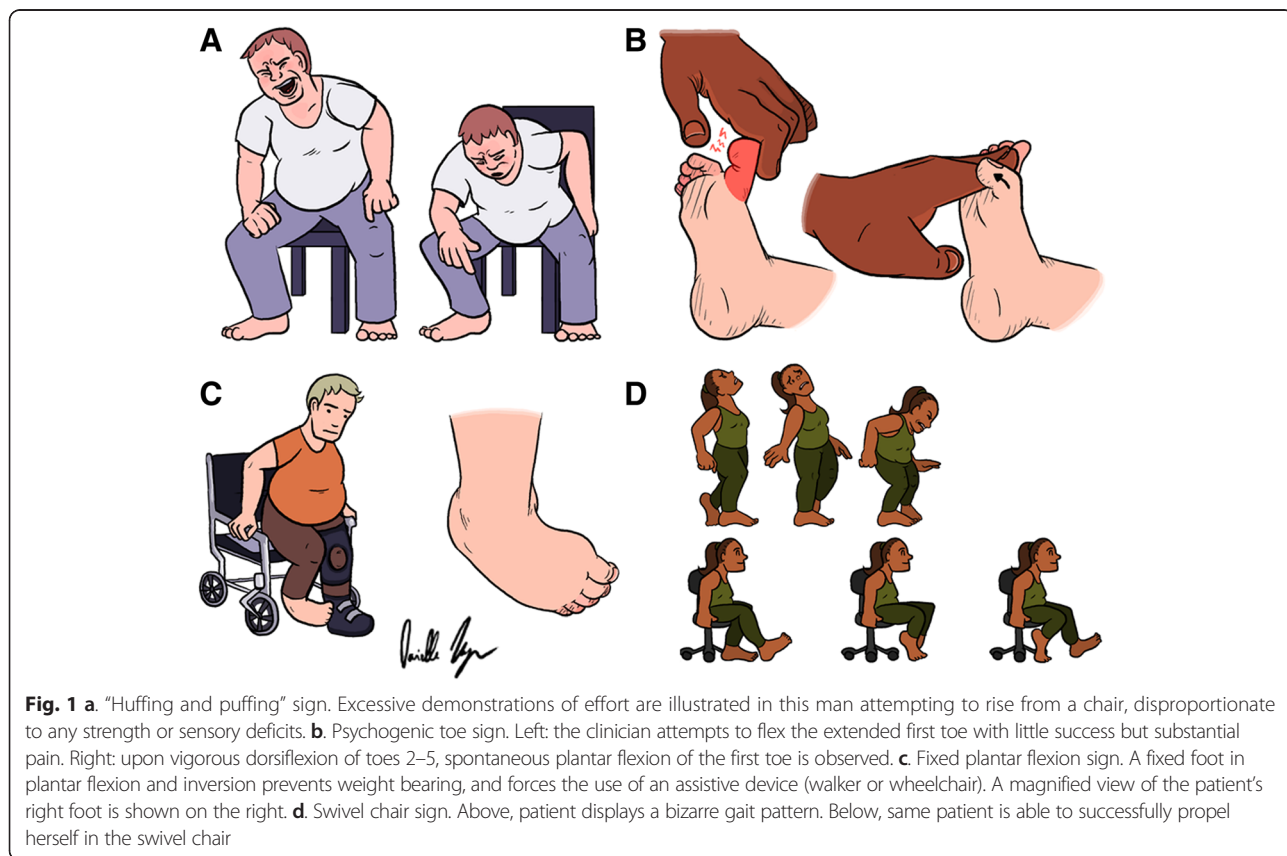 A
B
C
D
Fig. 1 a. "Huffing and puffing" sign. Excessive demonstrations of effort are illustrated in this man attempting to rise from a chair, disproportionate
to any strength or sensory deficits. b. Psychogenic toe sign. Left: the clinician attempts to flex the extended first toe with little success but substantial
pain. Right: upon vigorous dorsiflexion of toes 2–5, spontaneous plantar flexion of the first toe is observed. c. Fixed plantar flexion sign. A fixed foot in
plantar flexion and inversion prevents weight bearing, and forces the use of an assistive device (walker or wheelchair). A magnified view of the patient's
right foot is shown on the right. d. Swivel chair sign. Above, patient displays a bizarre gait pattern. Below, same patient is able to successfully propel
herself in the swivel chair